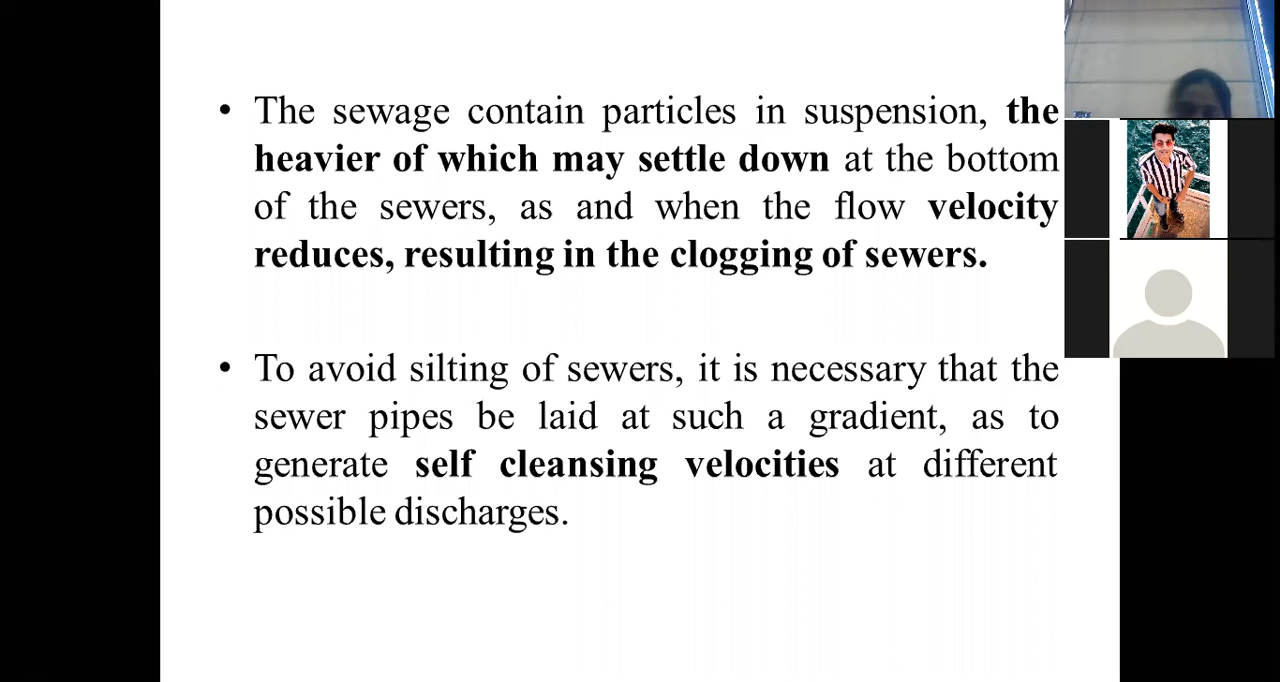 • The sewage contain particles in suspension, the
heavier of which may settle down at the bottom
of the sewers, as and when the flow velocity
reduces, resulting in the clogging of sewers.
• To avoid silting of sewers, it is necessary that the
sewer pipes be laid at such a gradient, as to
generate self cleansing velocities at different
possible discharges.